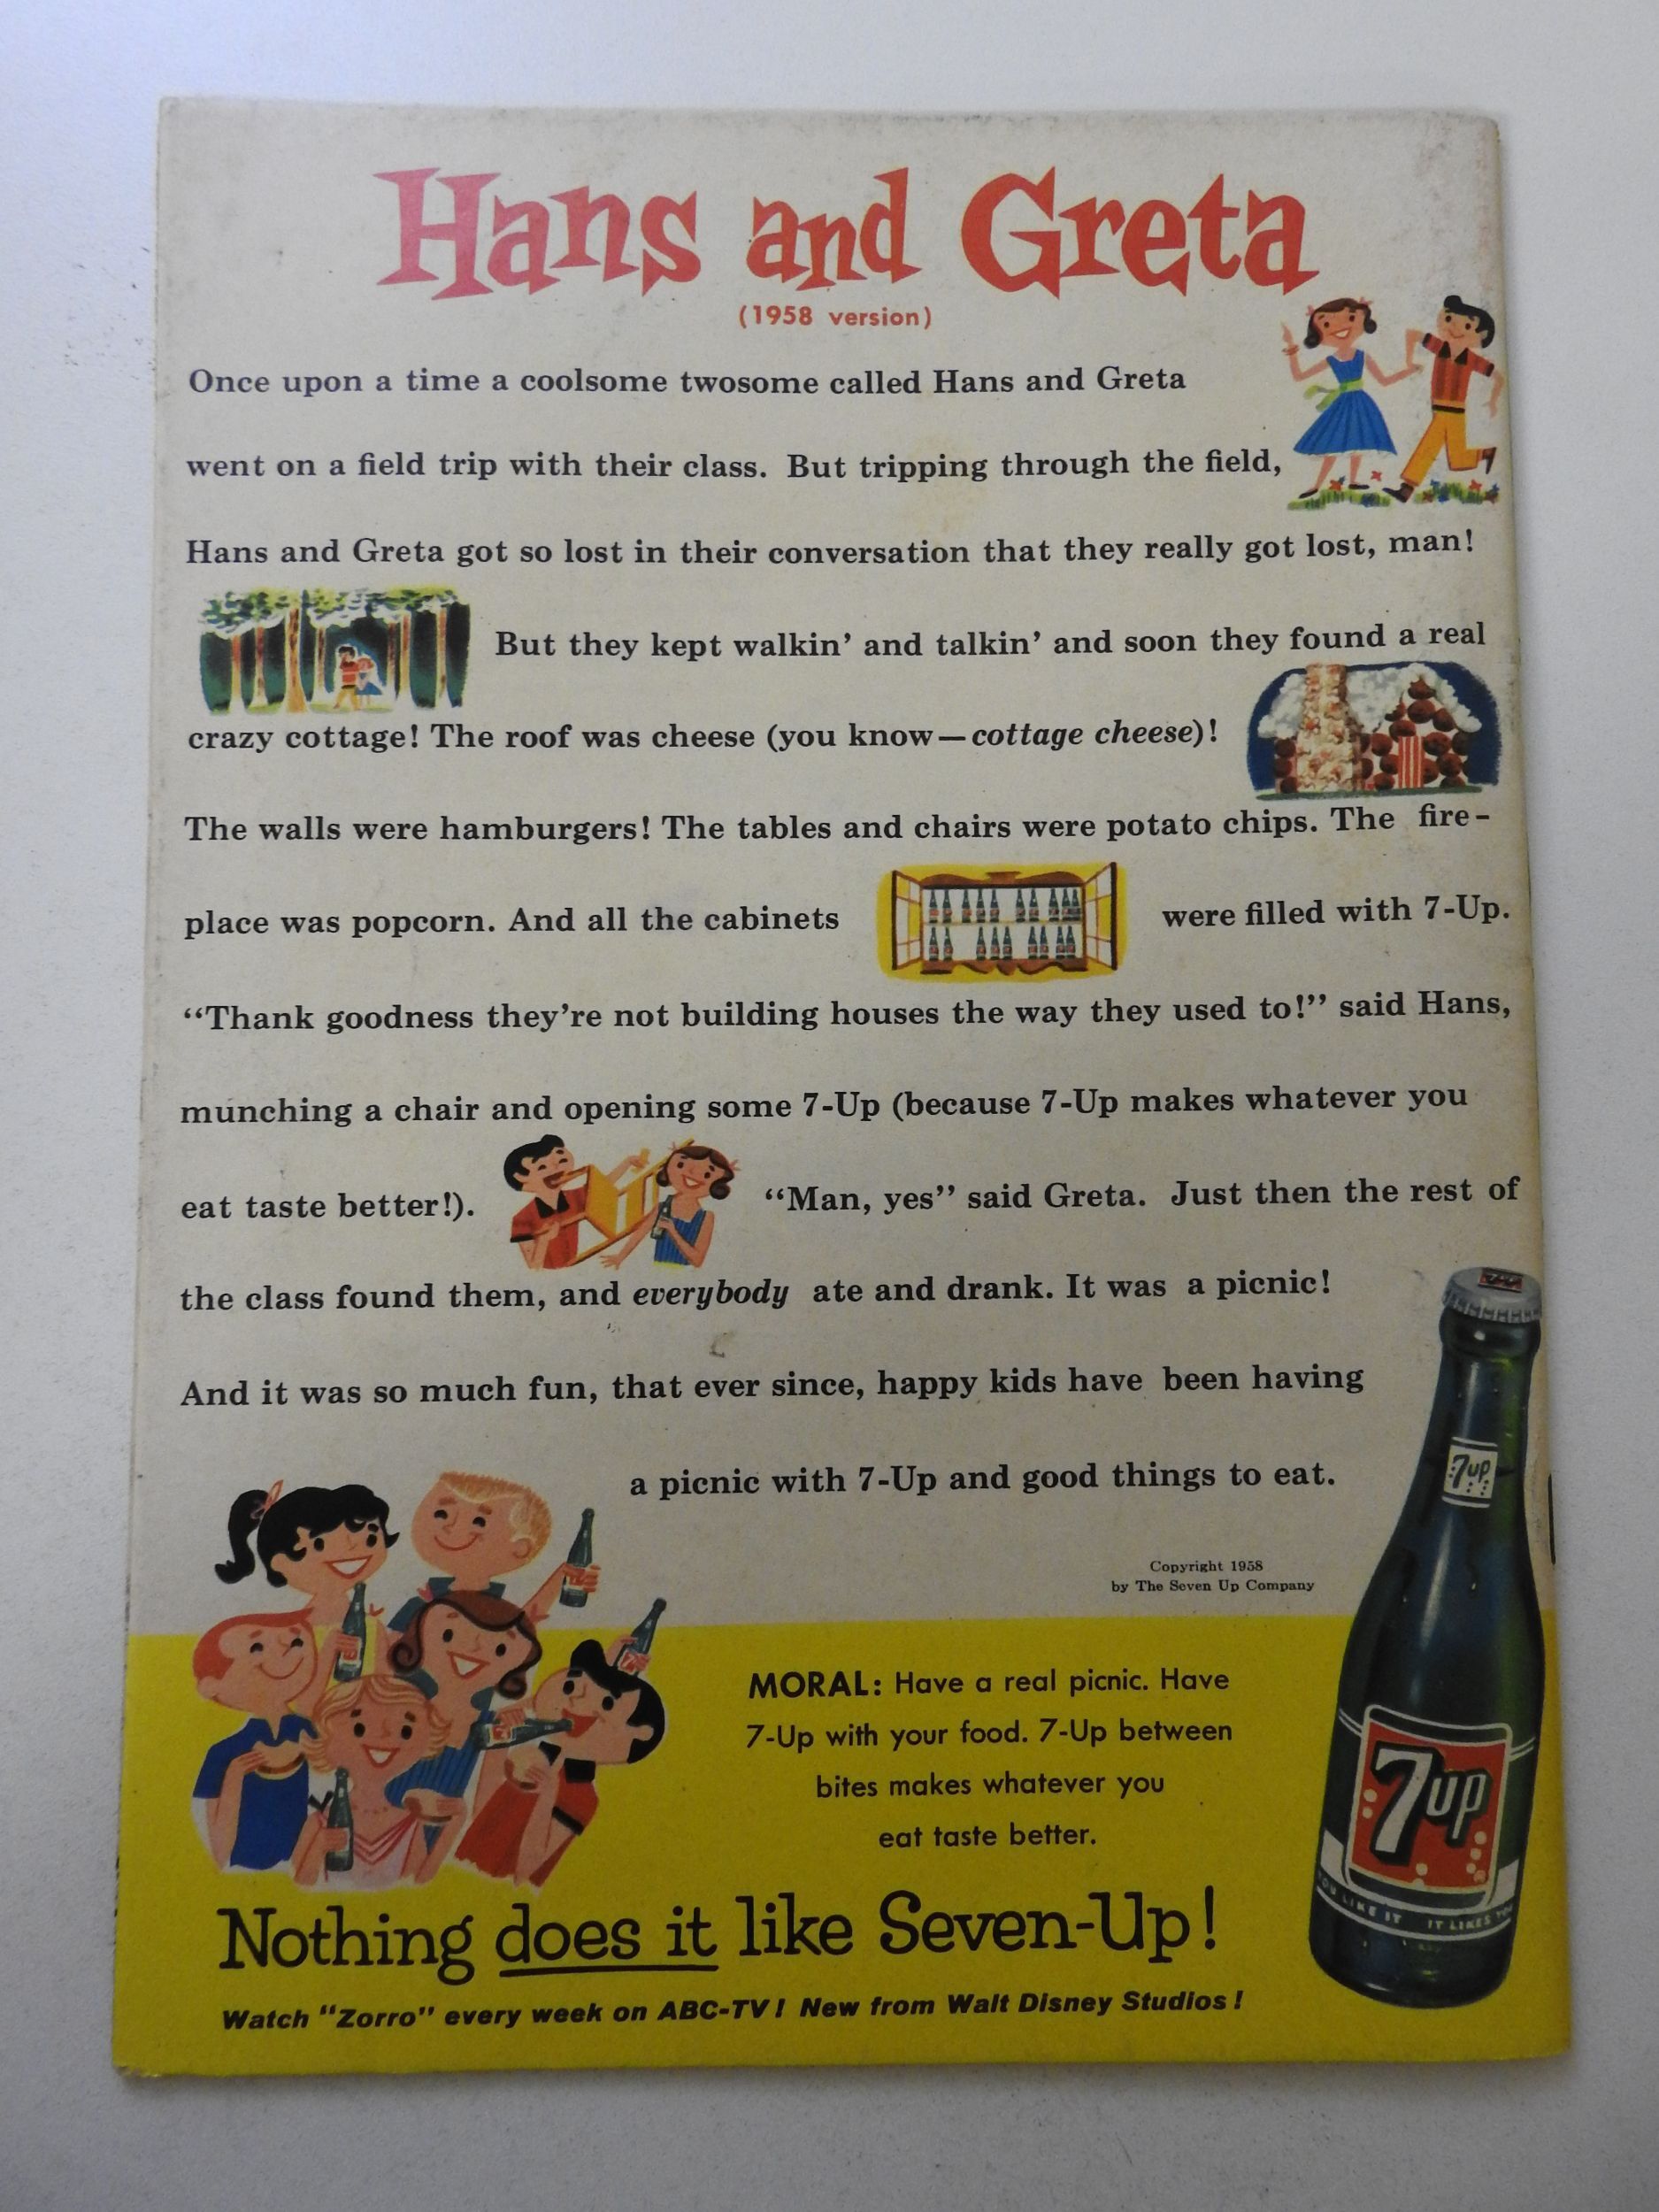 Hans and Greta
(1958 version)
Once upon a time a coolsome twosome called Hans and Greta
went on a field trip with their class. But tripping through the field,
Hans and Greta got so lost in their conversation that they really got lost, man!
But they kept walkin’ and talkin’ and soon they found a real
crazy cottage! The roof was cheese (you know—cottage cheese)!
The walls were hamburgers! The tables and chairs were potato chips. The fire-
place was popcorn. And all the cabinets were filled with 7-Up.
“Thank goodness they’re not building houses the way they used to!” said Hans,
munching a chair and opening some 7-Up (because 7-Up makes whatever you
eat taste better!). “Man, yes” said Greta. Just then the rest of
the class found them, and everybody ate and drank. It was a picnic!
And it was so much fun, that ever since, happy kids have been having
a picnic with 7-Up and good things to eat.
Copyright 1958
by The Seven Up Company
MORAL: Have a real picnic. Have
7-Up with your food. 7-Up between
bites makes whatever you
eat taste better.
Nothing does it like Seven-Up!
Watch "Zorro" every week on ABC-TV! New from Walt Disney Studios!
7up
7up
YOU LIKE IT IT LIKES YOU